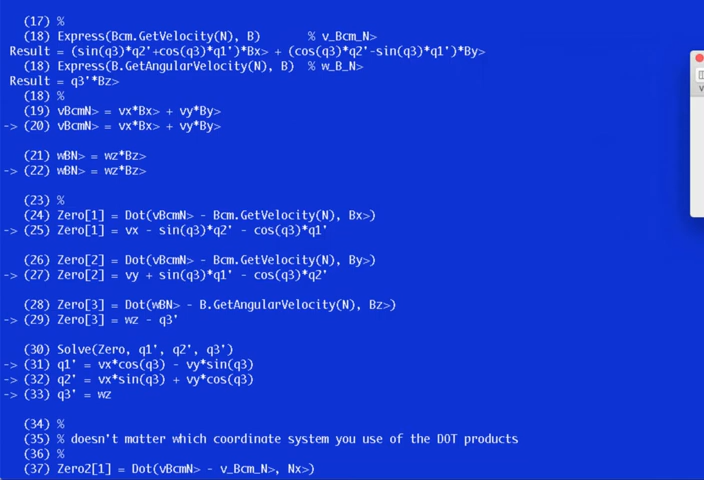 (17) %
(18) Express(Bcm.GetVelocity(N), B) % v_Bcm_N>
Result = (sin(q3)*q2'+cos(q3)*q1')*Bx> + (cos(q3)*q2'-sin(q3)*q1')*By>
(18) Express(B.GetAngularVelocity(N), B) % w_B_N>
Result = q3'*Bz>
(18) %
(19) vBcmN> = vx*Bx> + vy*By>
-> (20) vBcmN> = vx*Bx> + vy*By>
(21) wBN> = wz*Bz>
-> (22) wBN> = wz*Bz>
(23) %
(24) Zero[1] = Dot(vBcmN> - Bcm.GetVelocity(N), Bx>)
-> (25) Zero[1] = vx - sin(q3)*q2' - cos(q3)*q1'
(26) Zero[2] = Dot(vBcmN> - Bcm.GetVelocity(N), By>)
-> (27) Zero[2] = vy + sin(q3)*q1' - cos(q3)*q2'
(28) Zero[3] = Dot(wBN> - B.GetAngularVelocity(N), Bz>)
-> (29) Zero[3] = wz - q3'
(30) Solve(Zero, q1', q2', q3')
-> (31) q1' = vx*cos(q3) - vy*sin(q3)
-> (32) q2' = vx*sin(q3) + vy*cos(q3)
-> (33) q3' = wz
(34) %
(35) % doesn't matter which coordinate system you use of the DOT products
(36) %
(37) Zero2[1] = Dot(vBcmN> - v_Bcm_N>, Nx>)